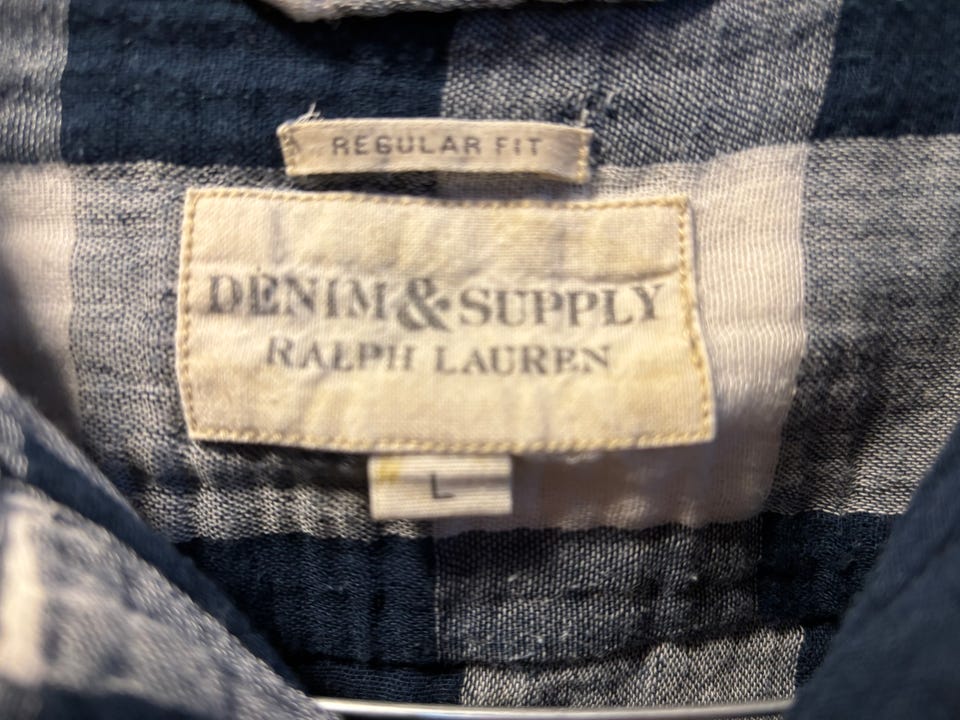 REGULAR FIT
DENIM&SUPPLY
RALPH LAUREN
L